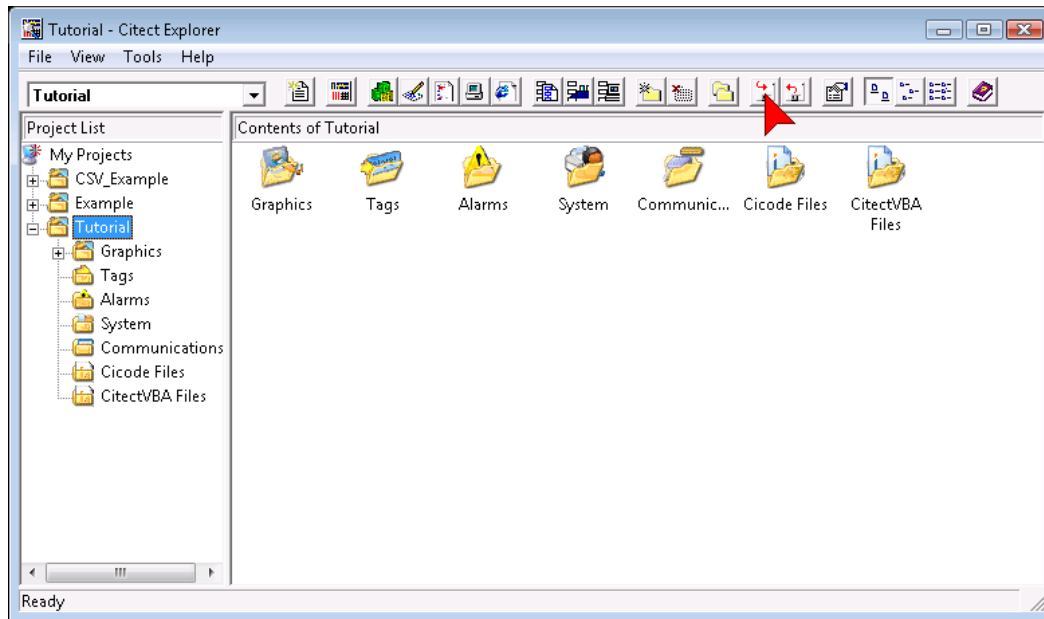 Tutorial - Citect Explorer
File View Tools Help
Tutorial
Project List
Contents of Tutorial
My Projects
CSV_Example
Example
Tutorial
Graphics
Tags
Alarms
System
Communications
Cicode Files
CitectVBA Files
Graphics
Tags
Alarms
System
Communic...
Cicode Files
CitectVBA
Files
Ready